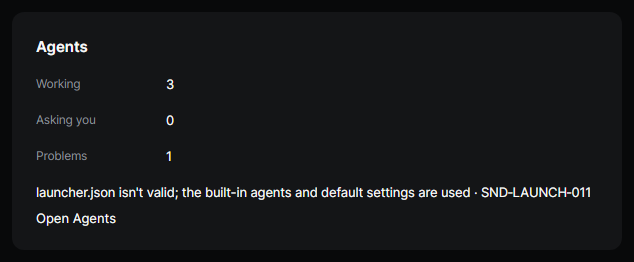 Agents
Working 3
Asking you 0
Problems 1
launcher.json isn't valid; the built-in agents and default settings are used · SND-LAUNCH-011
Open Agents